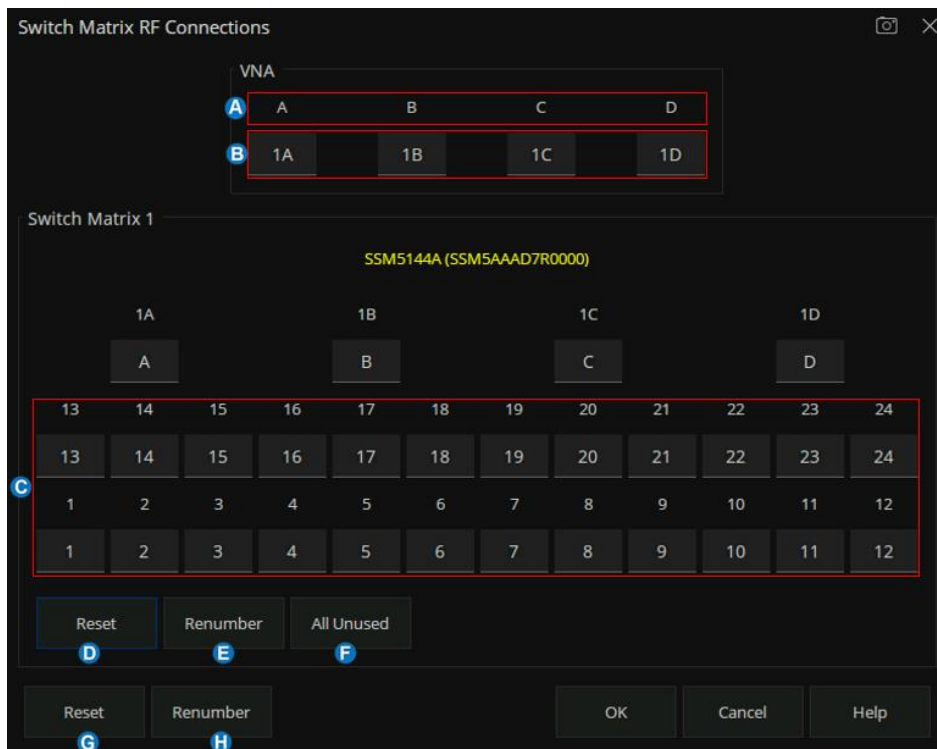 Switch Matrix RF Connections
VNA
A A B C D
B 1A 1B 1C 1D
Switch Matrix 1
SSM5144A (SSM5AAAD7R0000)
1A 1B 1C 1D
A B C D
13 14 15 16 17 18 19 20 21 22 23 24
13 14 15 16 17 18 19 20 21 22 23 24
C
1 2 3 4 5 6 7 8 9 10 11 12
1 2 3 4 5 6 7 8 9 10 11 12
Reset Renumber All Unused
D E F
Reset Renumber OK Cancel Help
G H